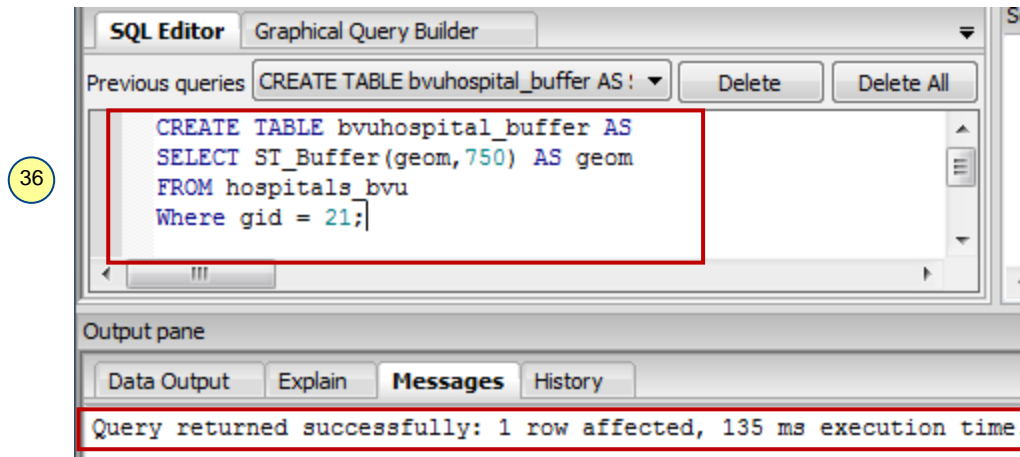 SQL Editor Graphical Query Builder
Previous queries CREATE TABLE bvuhospital_buffer AS Delete Delete All
36
CREATE TABLE bvuhospital_buffer AS
SELECT ST_Buffer(geom,750) AS geom
FROM hospitals_bvu
Where gid = 21;
Output pane
Data Output Explain Messages History
Query returned successfully: 1 row affected, 135 ms execution time